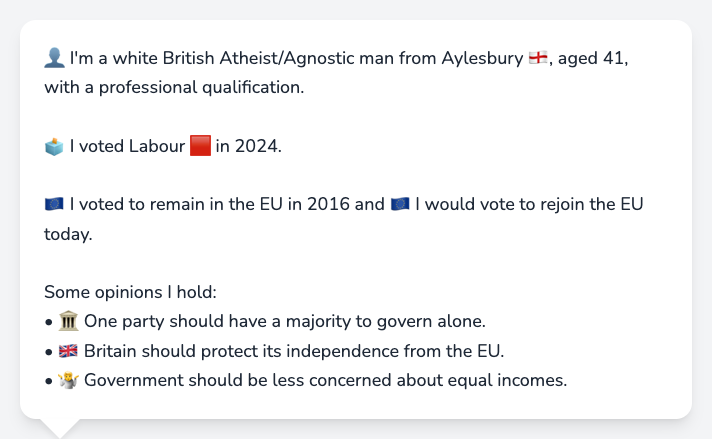 👤 I'm a white British Atheist/Agnostic man from Aylesbury 🏴󠁧󠁢󠁥󠁮󠁧󠁿, aged 41,
with a professional qualification.
🗳️ I voted Labour 🟥 in 2024.
🇪🇺 I voted to remain in the EU in 2016 and 🇪🇺 I would vote to rejoin the EU
today.
Some opinions I hold:
• 🏛️ One party should have a majority to govern alone.
• 🇬🇧 Britain should protect its independence from the EU.
• 🤷 Government should be less concerned about equal incomes.